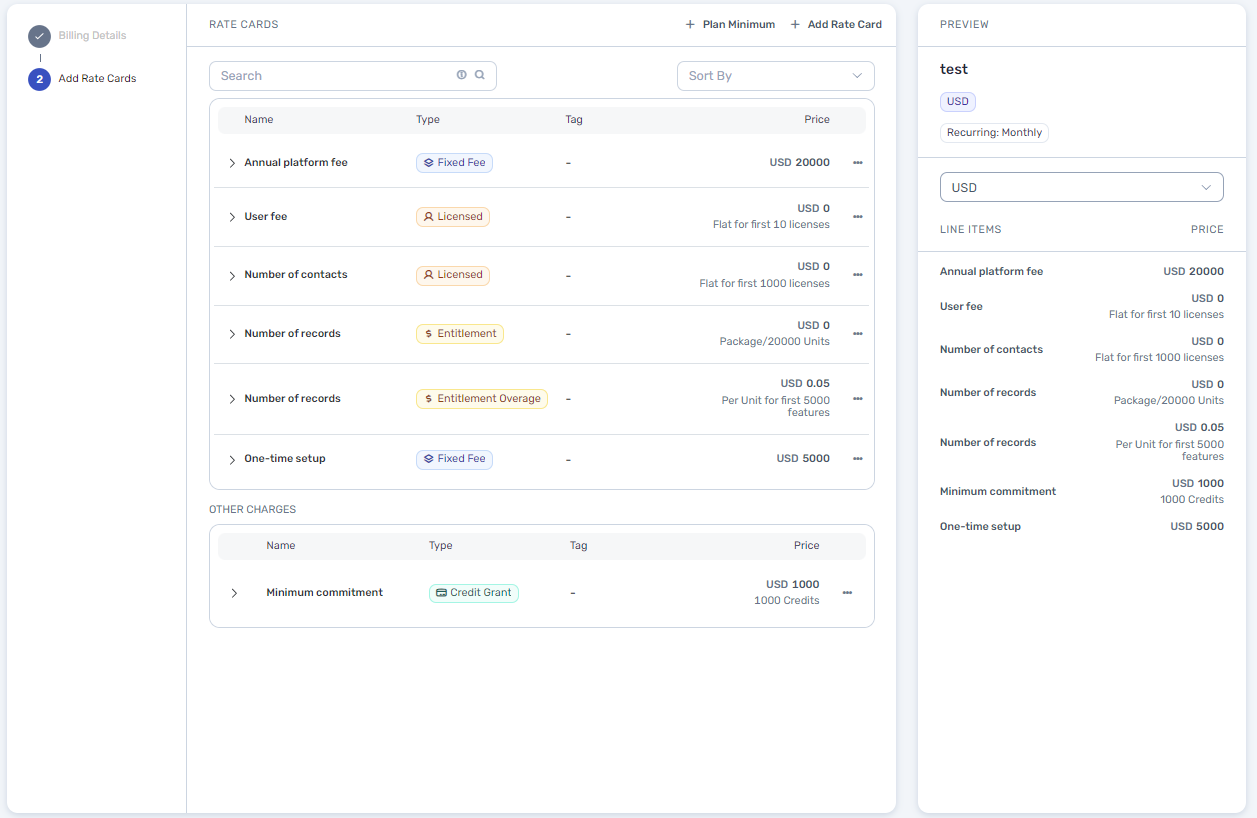 Billing Details
2 Add Rate Cards
RATE CARDS
+ Plan Minimum + Add Rate Card
Search
Sort By
Name Type Tag Price
Annual platform fee Fixed Fee - USD 20000
User fee Licensed - USD 0
Flat for first 10 licenses
Number of contacts Licensed - USD 0
Flat for first 1000 licenses
Number of records $ Entitlement - USD 0
Package/20000 Units
Number of records $ Entitlement Overage - USD 0.05
Per Unit for first 5000
features
One-time setup Fixed Fee - USD 5000
OTHER CHARGES
Name Type Tag Price
Minimum commitment Credit Grant - USD 1000
1000 Credits
PREVIEW
test
USD
Recurring: Monthly
USD
LINE ITEMS PRICE
Annual platform fee USD 20000
User fee USD 0
Flat for first 10 licenses
Number of contacts USD 0
Flat for first 1000 licenses
Number of records USD 0
Package/20000 Units
Number of records USD 0.05
Per Unit for first 5000
features
Minimum commitment USD 1000
1000 Credits
One-time setup USD 5000